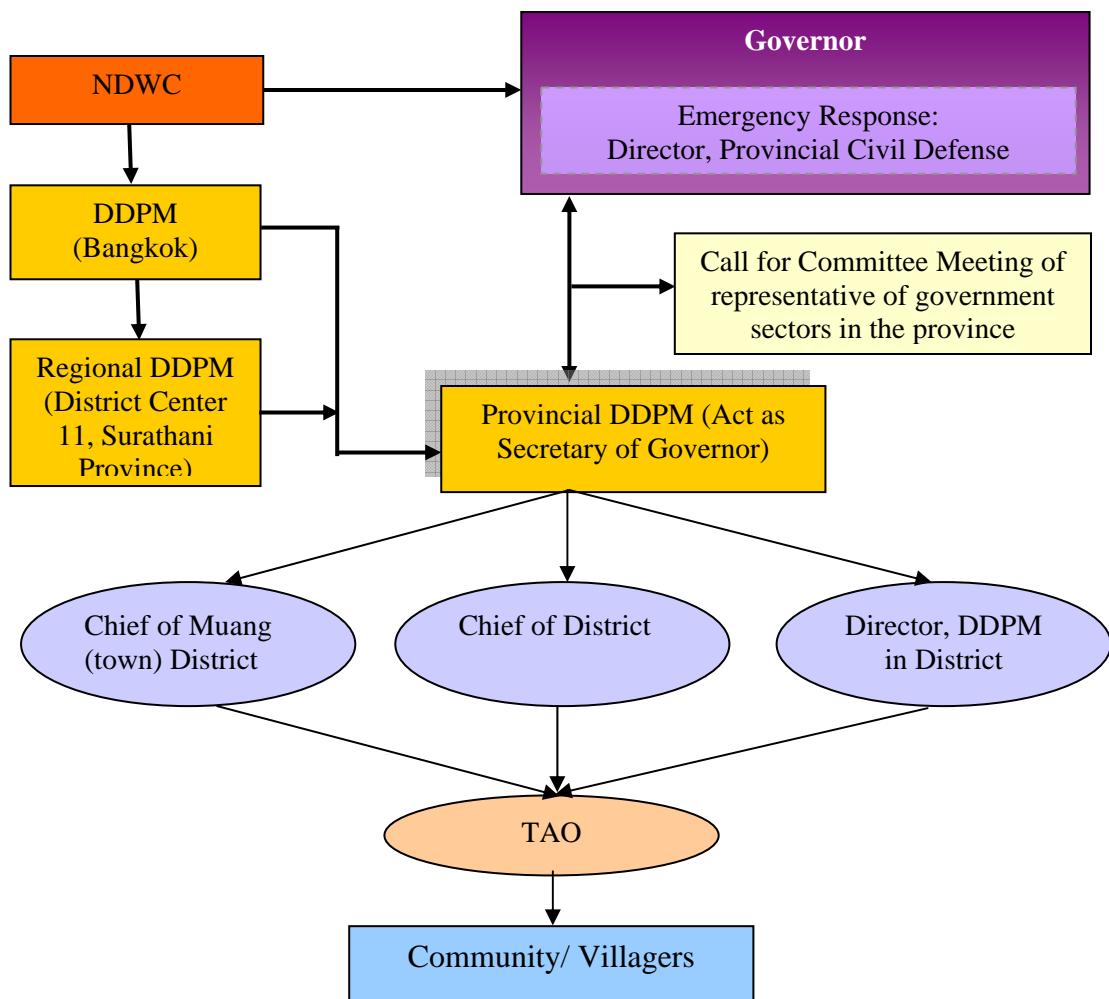 Governor
NDWC
Emergency Response:
Director, Provincial Civil Defense
DDPM
(Bangkok)
Call for Committee Meeting of
representative of government
sectors in the province
Regional DDPM
(District Center
11, Surathani
Province)
Provincial DDPM (Act as
Secretary of Governor)
Chief of Muang
(town) District
Chief of District
Director, DDPM
in District
TAO
Community/ Villagers